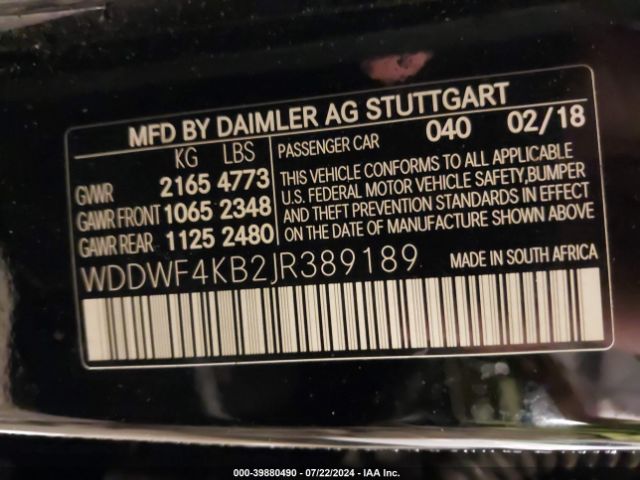 MFD BY DAIMLER AG STUTTGART
KG LBS
GVWR 2165 4773
GAWR FRONT 1065 2348
GAWR REAR 1125 2480
PASSENGER CAR 040 02/18
THIS VEHICLE CONFORMS TO ALL APPLICABLE
U.S. FEDERAL MOTOR VEHICLE SAFETY,BUMPER
AND THEFT PREVENTION STANDARDS IN EFFECT
ON THE DATE OF MANUFACTURE SHOWN ABOVE
WDDWF4KB2JR389189 MADE IN SOUTH AFRICA
000-39880490 - 07/22/2024 - IAA Inc.